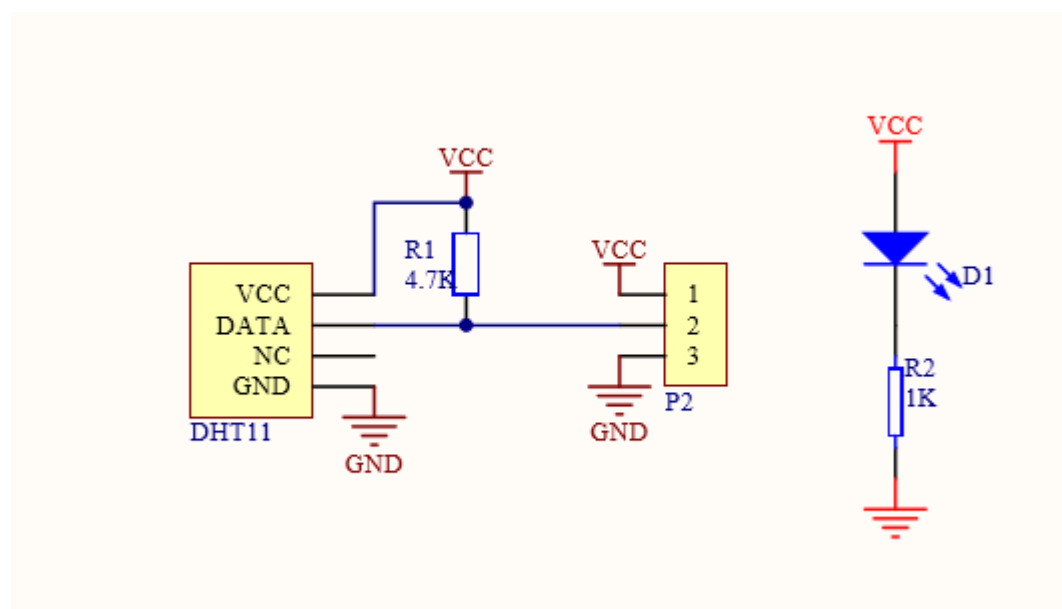 VCC
VCC
R1
4.7K
VCC
VCC
DATA
NC
GND
DHT11
GND
1
2
3
P2
GND
D1
R2
1K